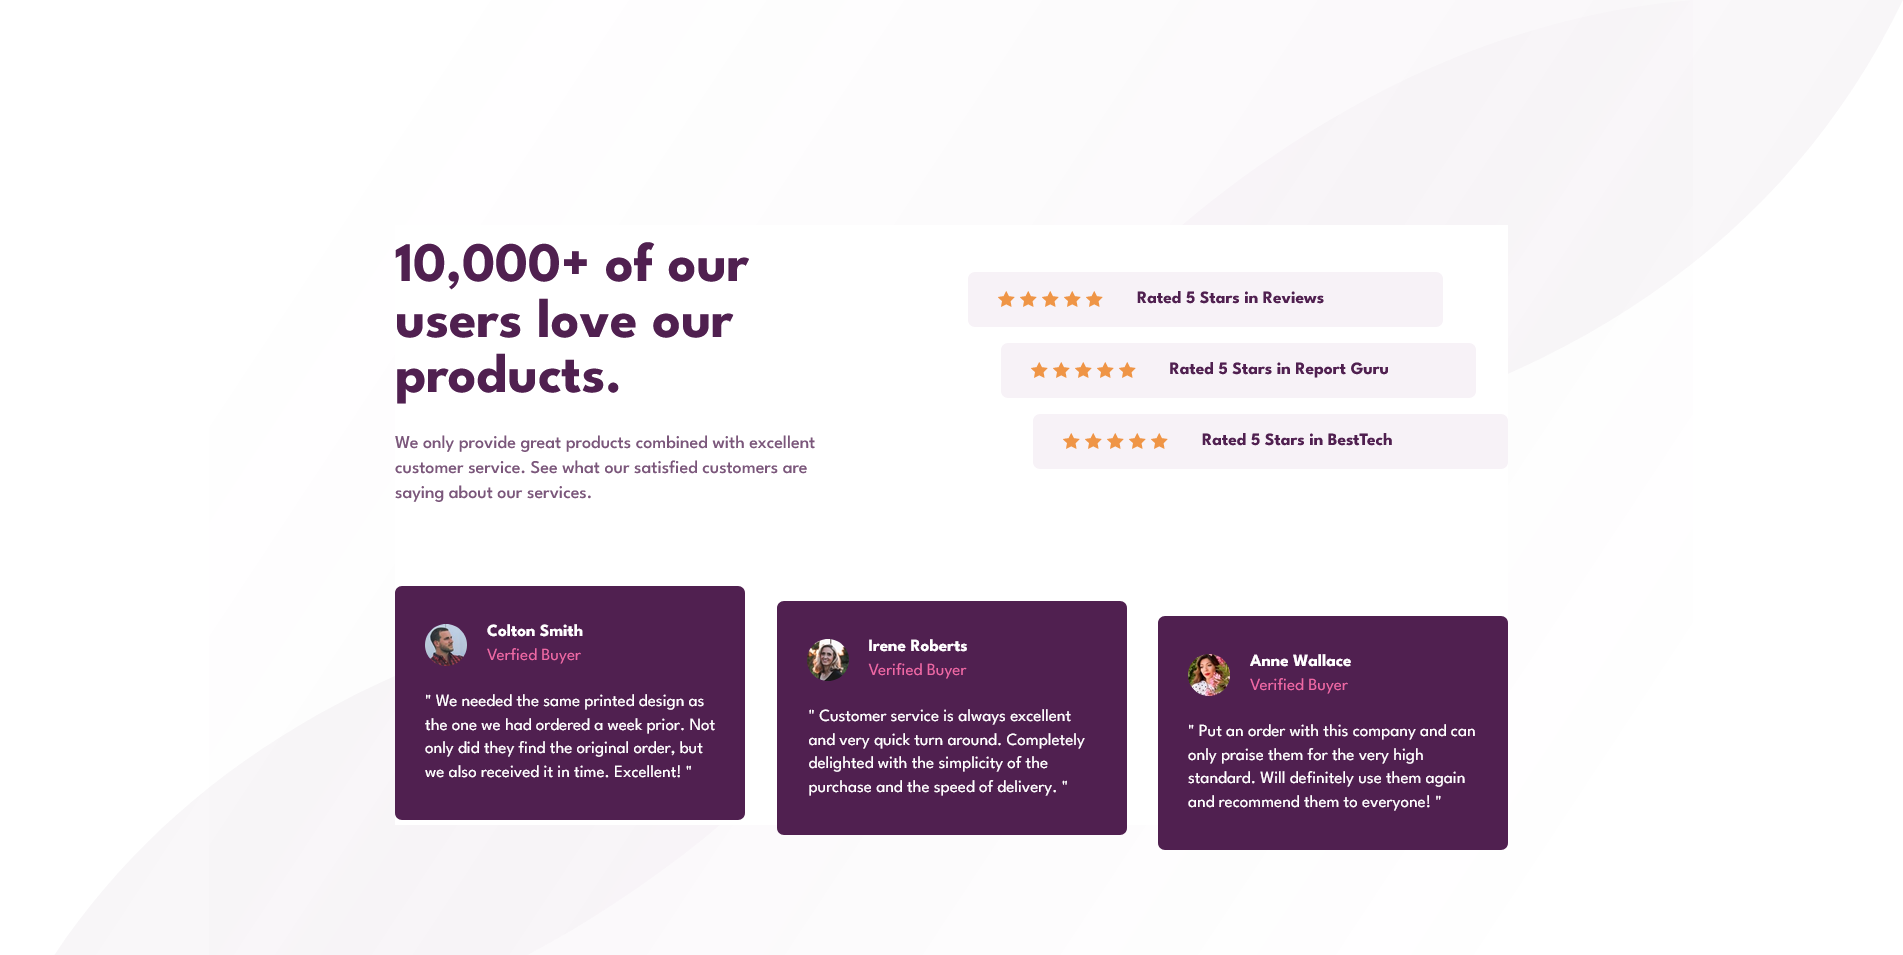 10,000+ of our
users love our
products.
We only provide great products combined with excellent
customer service. See what our satisfied customers are
saying about our services.
Rated 5 Stars in Reviews
Rated 5 Stars in Report Guru
Rated 5 Stars in BestTech
Colton Smith
Verfied Buyer
" We needed the same printed design as
the one we had ordered a week prior. Not
only did they find the original order, but
we also received it in time. Excellent! "
Irene Roberts
Verified Buyer
" Customer service is always excellent
and very quick turn around. Completely
delighted with the simplicity of the
purchase and the speed of delivery. "
Anne Wallace
Verified Buyer
" Put an order with this company and can
only praise them for the very high
standard. Will definitely use them again
and recommend them to everyone! "